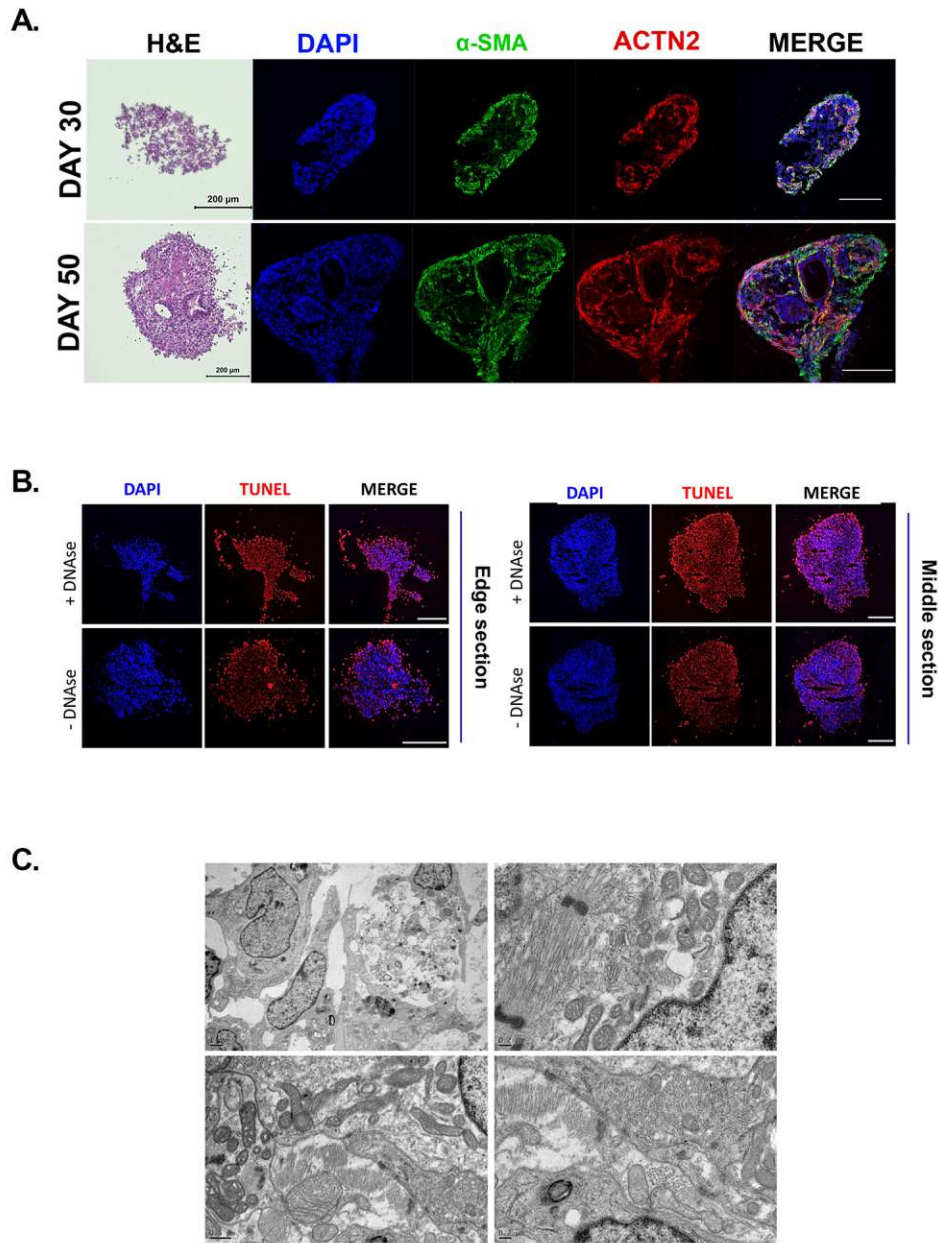 A.
H&E DAPI α-SMA ACTN2 MERGE
DAY 30
200 µm
DAY 50
200 µm
B.
DAPI TUNEL MERGE
+ DNAse
- DNAse
Edge section
DAPI TUNEL MERGE
+ DNAse
- DNAse
Middle section
C.